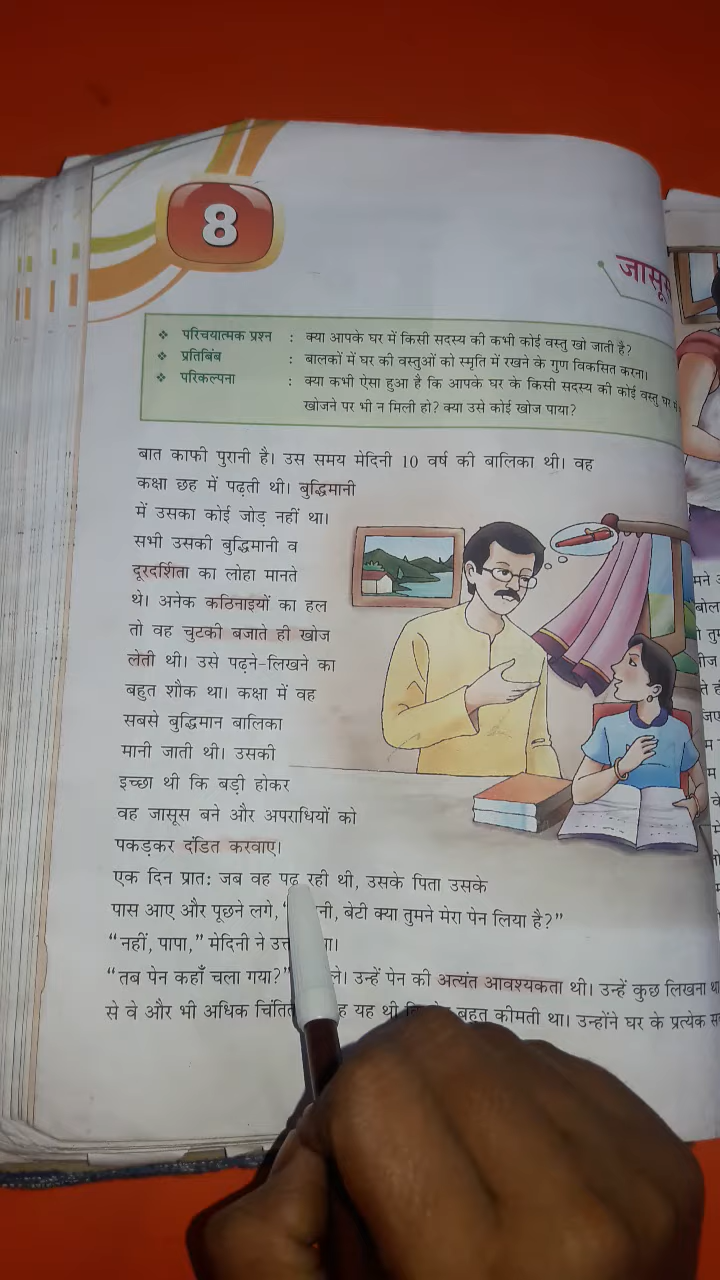 8
जासूस
❖ परिचयात्मक प्रश्न : क्या आपके घर में किसी सदस्य की कभी कोई वस्तु खो जाती है?
❖ प्रतिबिंब : बालकों में घर की वस्तुओं को स्मृति में रखने के गुण विकसित करना।
❖ परिकल्पना : क्या कभी ऐसा हुआ है कि आपके घर के किसी सदस्य की कोई वस्तु घर
खोजने पर भी न मिली हो? क्या उसे कोई खोज पाया?
बात काफी पुरानी है। उस समय मेदिनी 10 वर्ष की बालिका थी। वह
कक्षा छह में पढ़ती थी। बुद्धिमानी
में उसका कोई जोड़ नहीं था।
सभी उसकी बुद्धिमानी व
दूरदर्शिता का लोहा मानते
थे। अनेक कठिनाइयों का हल
तो वह चुटकी बजाते ही खोज
लेती थी। उसे पढ़ने-लिखने का
बहुत शौक था। कक्षा में वह
सबसे बुद्धिमान बालिका
मानी जाती थी। उसकी
इच्छा थी कि बड़ी होकर
वह जासूस बने और अपराधियों को
पकड़कर दंडित करवाए।
एक दिन प्रातः जब वह पढ़ रही थी, उसके पिता उसके
पास आए और पूछने लगे, नी, बेटी क्या तुमने मेरा पेन लिया है?”
“नहीं, पापा,” मेदिनी ने
“तब पेन कहाँ चला गया?” उन्हें पेन की अत्यंत आवश्यकता थी। उन्हें कुछ लिखना था
से वे और भी अधिक यह थी बहुत कीमती था। उन्होंने घर के प्रत्येक